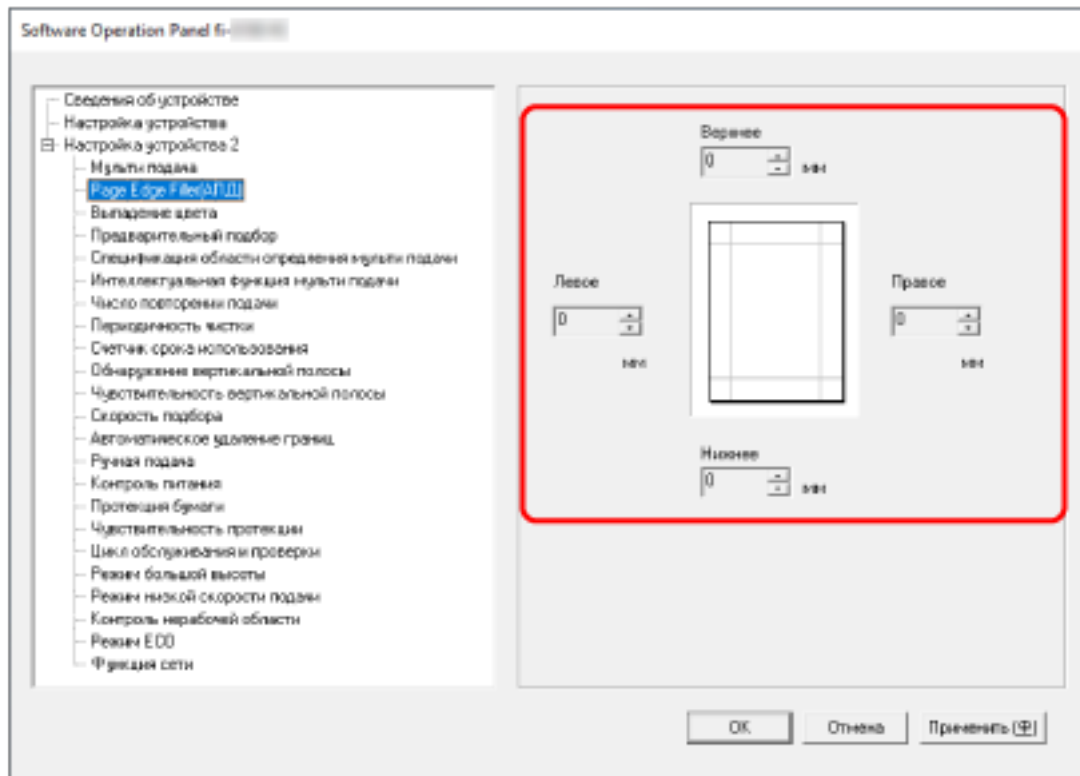 Software Operation Panel fi-
Сведения об устройстве
Настройка устройства
Настройка устройства 2
Мульти подача
Page Edge Filler(АПД)
Выпадение цвета
Предварительный подбор
Спецификация области опредления мульти подачи
Интеллектуальная функция мульти подачи
Число повторении подачи
Периодичность чистки
Счетчик срока использования
Обнаружение вертикальной полосы
Чувствительность вертикальной полосы
Скорость подбора
Автоматическое удаление границ
Ручная подача
Контроль питания
Протекция бумаги
Чувствительность протекции
Цикл обслуживания и проверки
Режим большой высоты
Режим низкой скорости подачи
Контроль нерабочей области
Режим ECO
Функция сети
Верхнее
0 мм
Левое
0
мм
Правое
0
мм
Нижнее
0 мм
OK Отмена Применить (Ф)